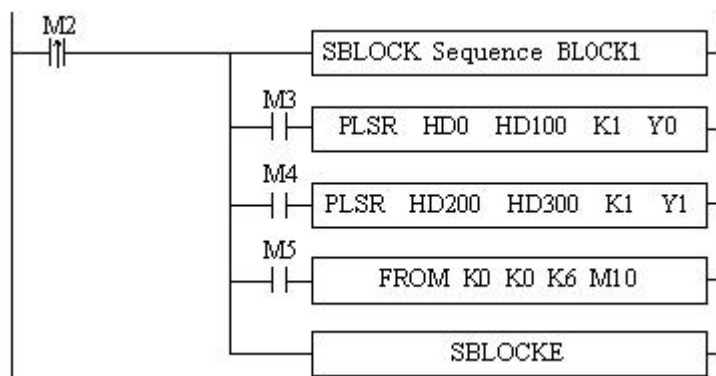 M2
SBLOCK Sequence BLOCK1
M3
PLSR HD0 HD100 K1 Y0
M4
PLSR HD200 HD300 K1 Y1
M5
FROM K0 K0 K6 M10
SBLOCKE